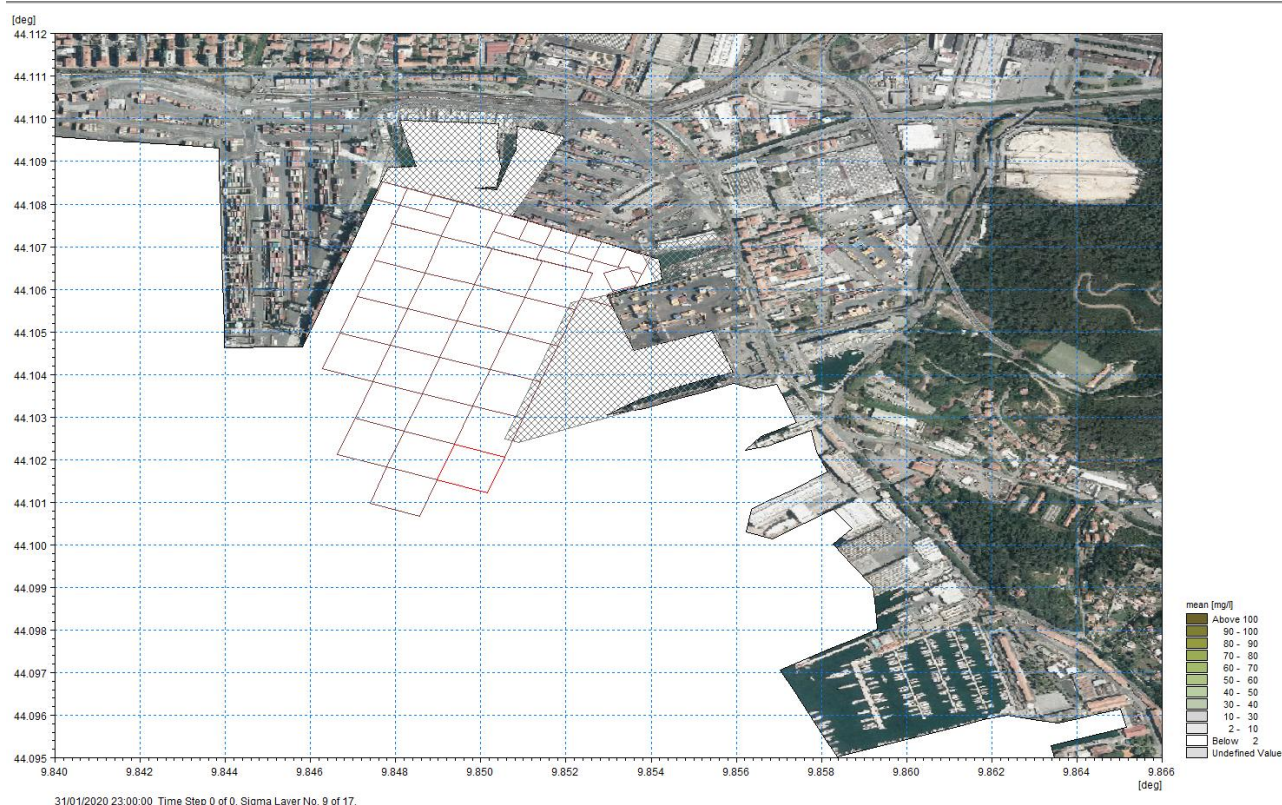 [deg]
44.112
44.111
44.110
44.109
44.108
44.107
44.106
44.105
44.104
44.103
44.102
44.101
44.100
44.099
44.098
44.097
44.096
44.095
9.840 9.842 9.844 9.846 9.848 9.850 9.852 9.854 9.856 9.858 9.860 9.862 9.864 9.866
[deg]
mean [mg/l]
Above 100
90 - 100
80 - 90
70 - 80
60 - 70
50 - 60
40 - 50
30 - 40
10 - 30
2 - 10
Below 2
Undefined Value
31/01/2020 23:00:00 Time Step 0 of 0. Sigma Layer No. 9 of 17.